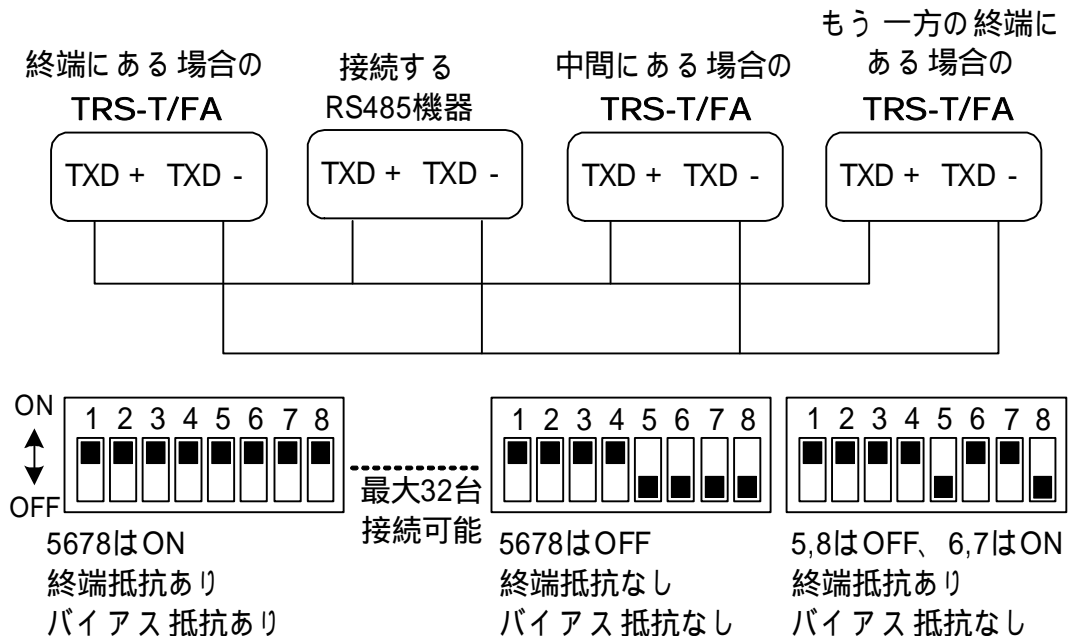 終端にある場合の
TRS-T/FA
TXD + TXD -
接続する
RS485機器
TXD + TXD -
中間にある場合の
TRS-T/FA
TXD + TXD -
もう一方の終端に
ある場合の
TRS-T/FA
TXD + TXD -
ON
OFF
1 2 3 4 5 6 7 8
5678はON
終端抵抗あり
バイアス抵抗あり
最大32台
接続可能
1 2 3 4 5 6 7 8
5678はOFF
終端抵抗なし
バイアス抵抗なし
1 2 3 4 5 6 7 8
5,8はOFF、6,7はON
終端抵抗あり
バイアス抵抗なし